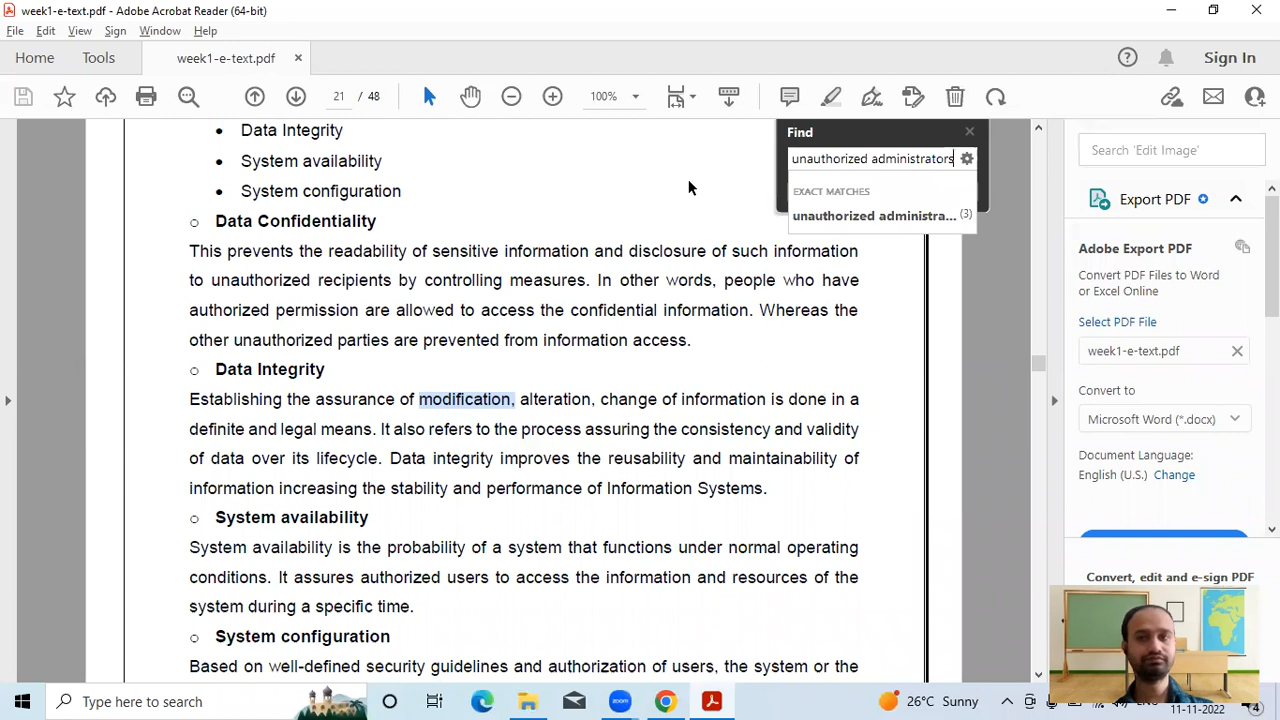 week1-e-text.pdf - Adobe Acrobat Reader (64-bit)
File Edit View Sign Window Help
Home Tools week1-e-text.pdf × Sign In
21 / 48 100%
Data Integrity
System availability
System configuration
Data Confidentiality
This prevents the readability of sensitive information and disclosure of such information
to unauthorized recipients by controlling measures. In other words, people who have
authorized permission are allowed to access the confidential information. Whereas the
other unauthorized parties are prevented from information access.
Data Integrity
Establishing the assurance of modification, alteration, change of information is done in a
definite and legal means. It also refers to the process assuring the consistency and validity
of data over its lifecycle. Data integrity improves the reusability and maintainability of
information increasing the stability and performance of Information Systems.
System availability
System availability is the probability of a system that functions under normal operating
conditions. It assures authorized users to access the information and resources of the
system during a specific time.
System configuration
Based on well-defined security guidelines and authorization of users, the system or the
Find
unauthorized administrators
EXACT MATCHES
unauthorized administra... (3)
Search 'Edit Image'
Export PDF
Adobe Export PDF
Convert PDF Files to Word
or Excel Online
Select PDF File
week1-e-text.pdf
Convert to
Microsoft Word (*.docx)
Document Language:
English (U.S.) Change
Convert, edit and e-sign PDF
Type here to search
26°C Sunny
11-11-2022